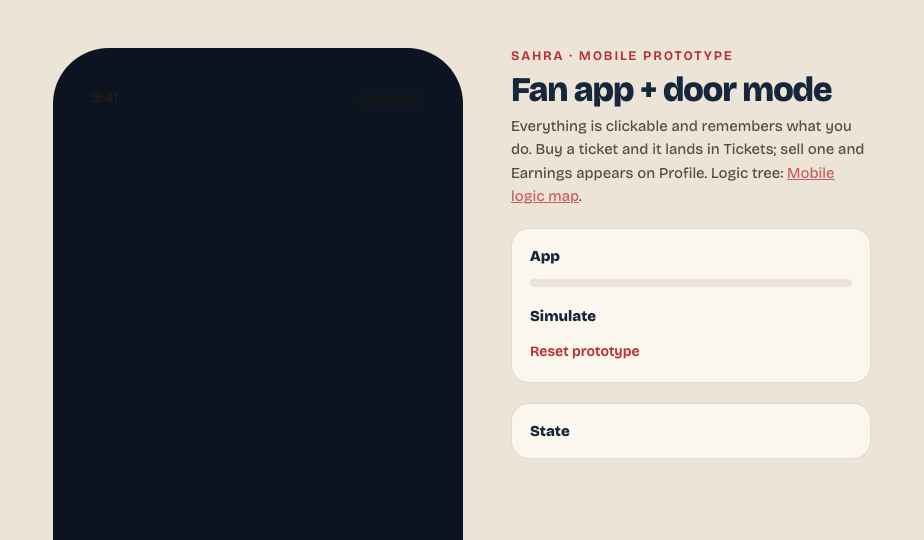 9:41
SAHRA · MOBILE PROTOTYPE
Fan app + door mode
Everything is clickable and remembers what you
do. Buy a ticket and it lands in Tickets; sell one and
Earnings appears on Profile. Logic tree: Mobile
logic map.
App
Simulate
Reset prototype
State